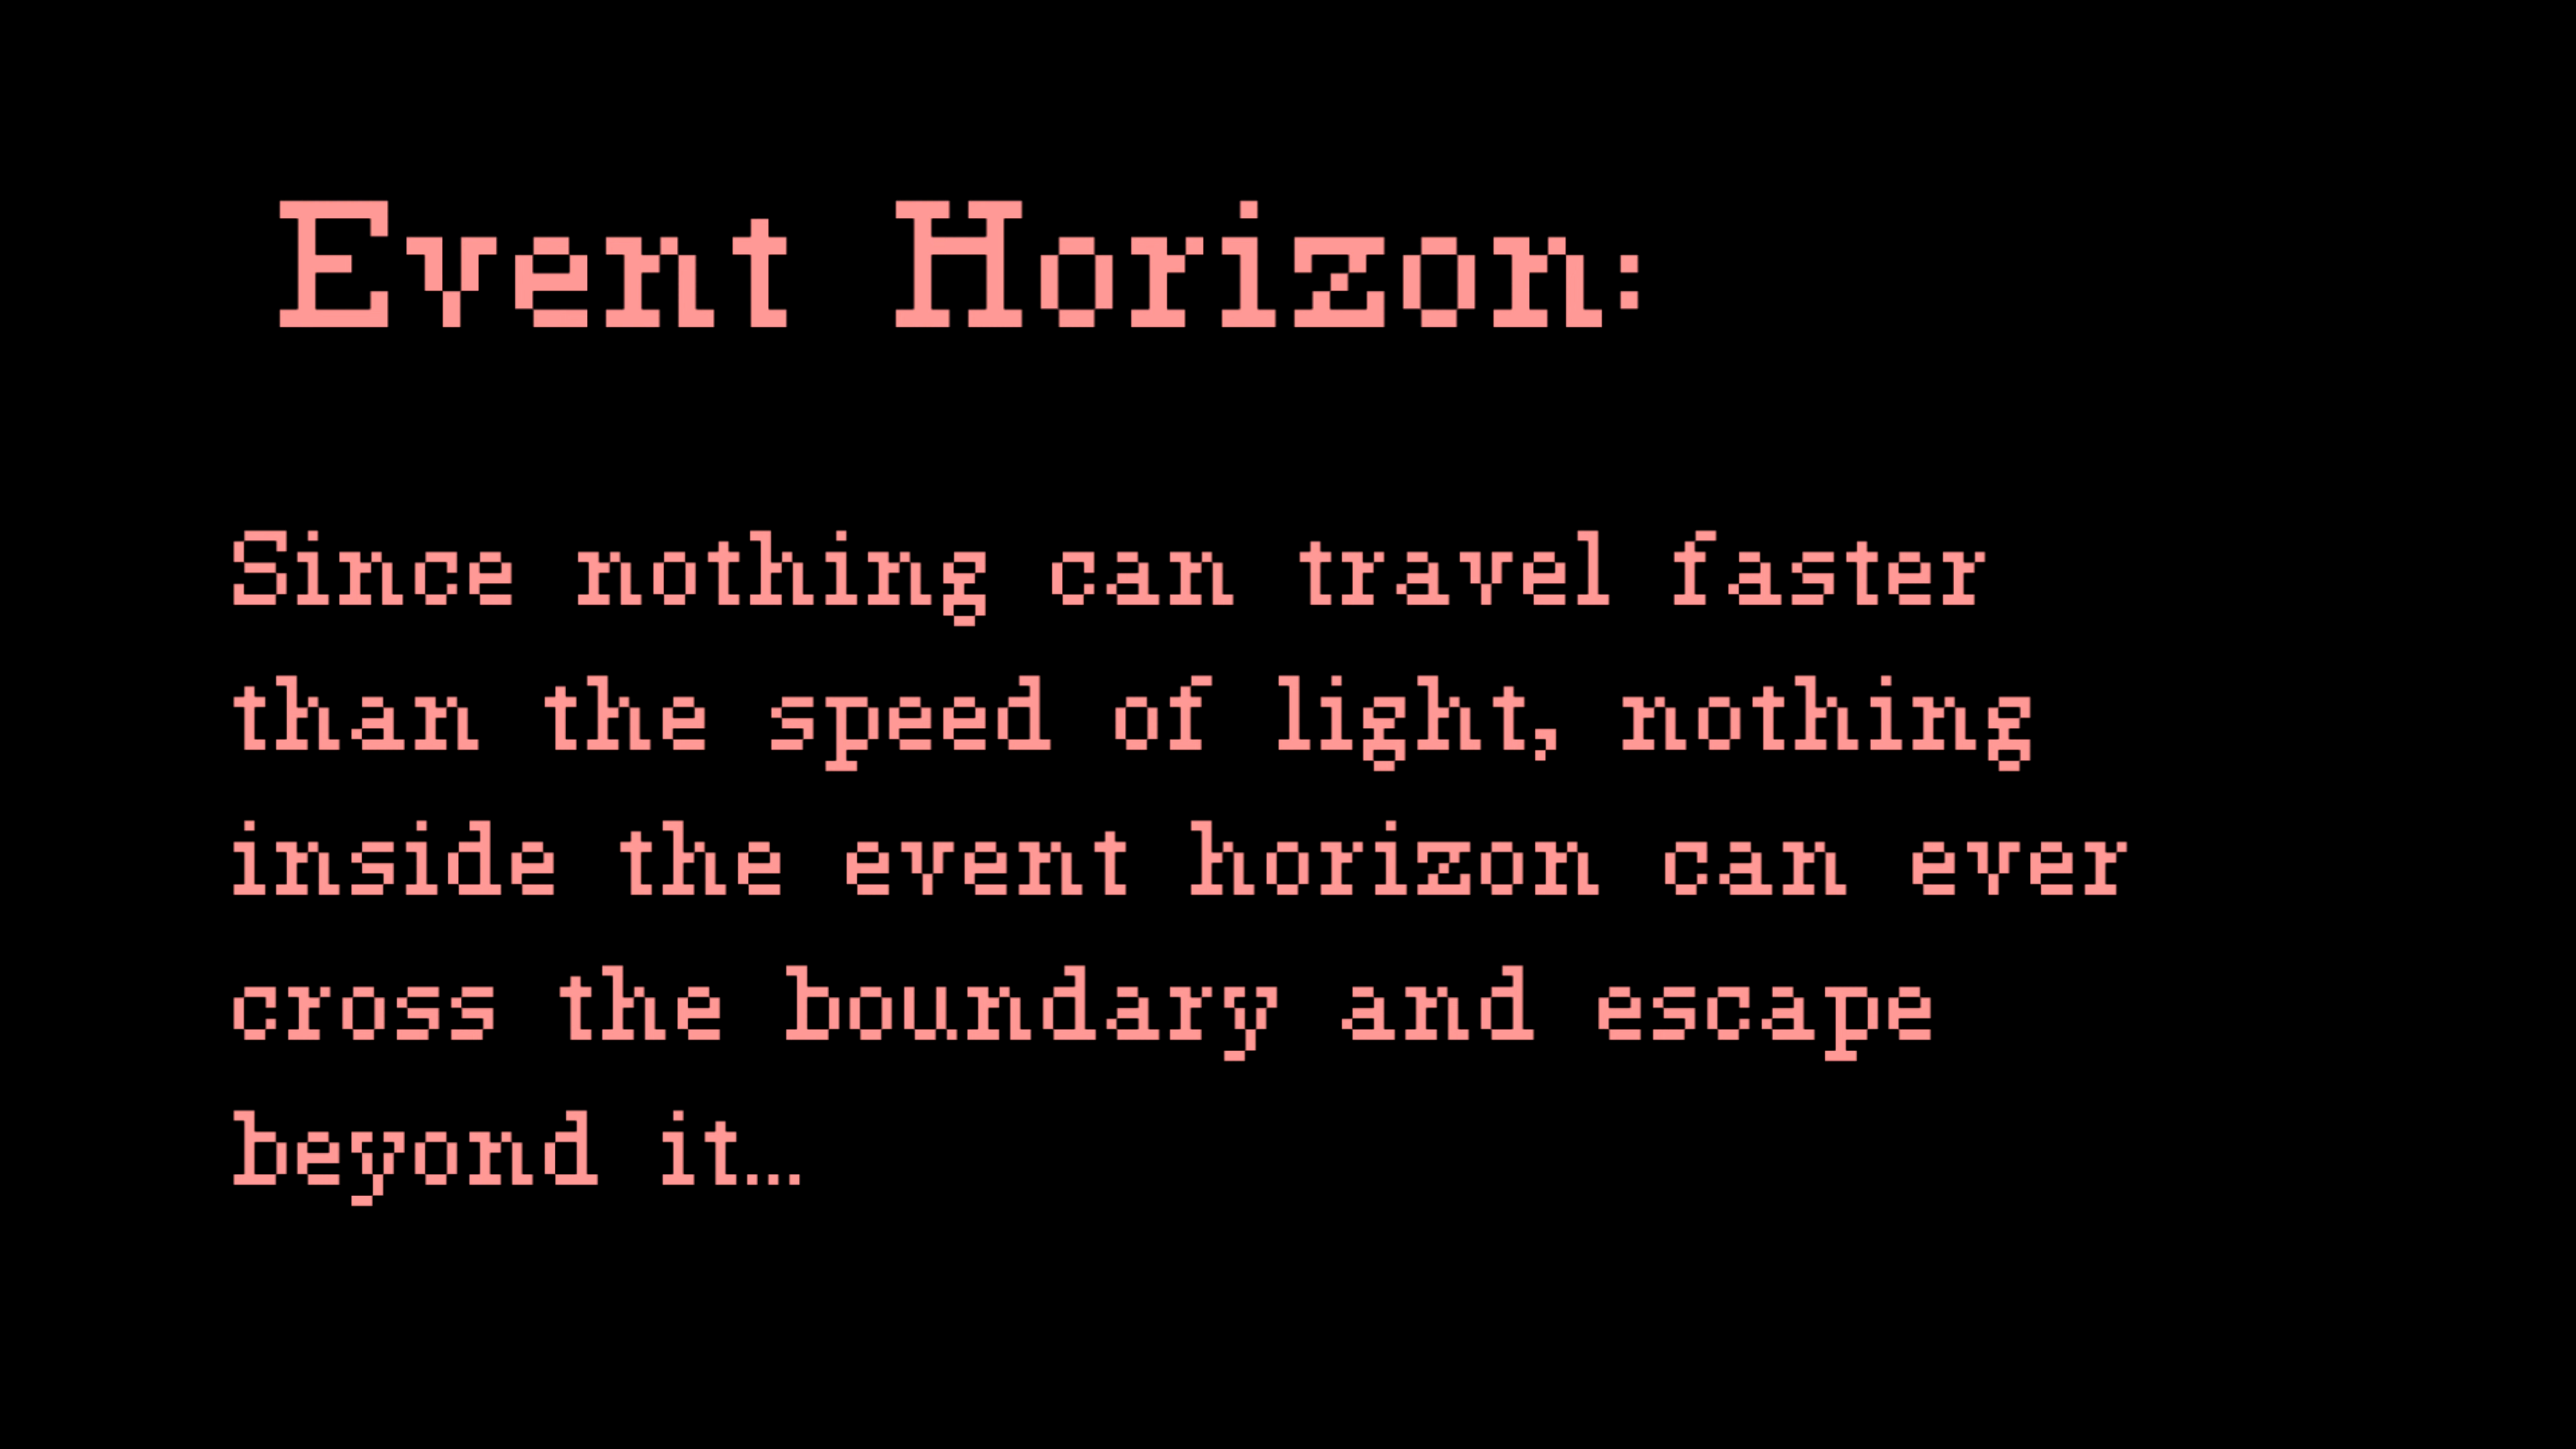 Event Horizon:
Since nothing can travel faster
than the speed of light, nothing
inside the event horizon can ever
cross the boundary and escape
beyond it…